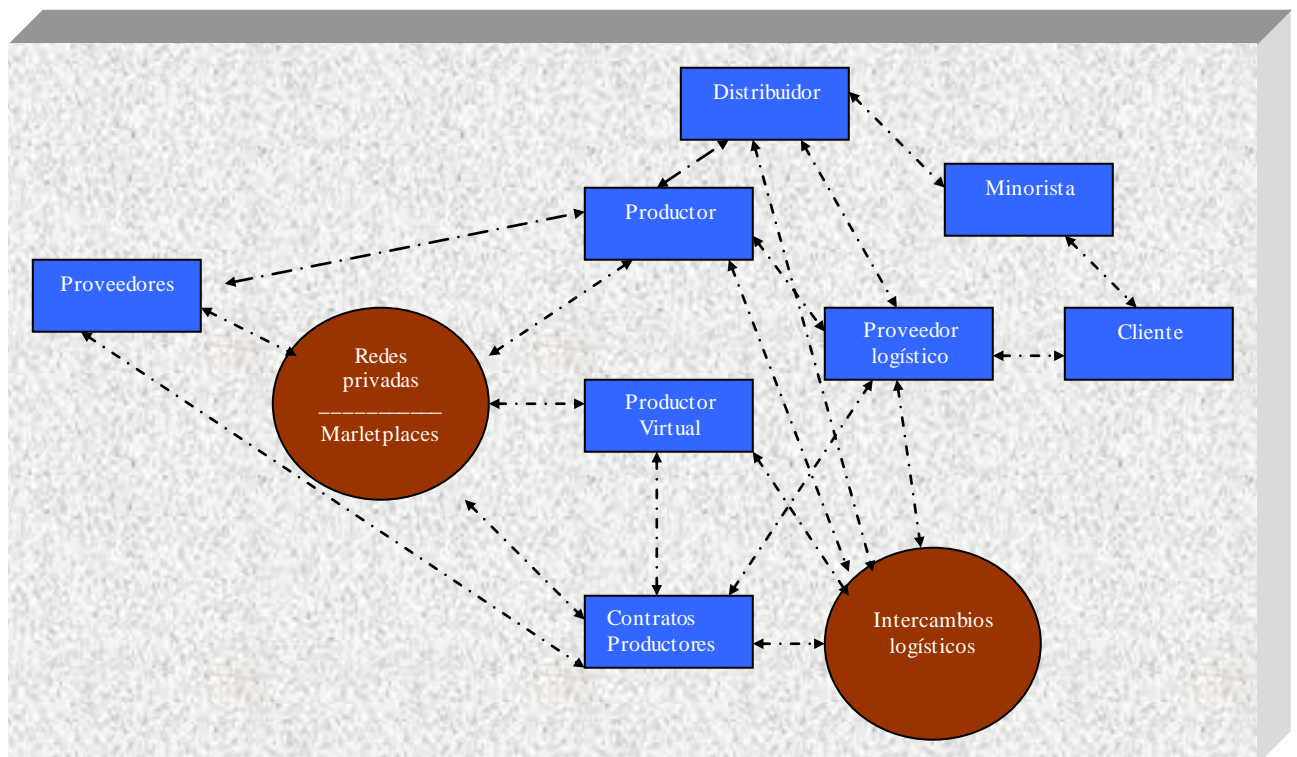 Distribuidor
Minorista
Productor
Proveedores
Proveedor
logístico
Cliente
Redes
privadas
___________
Marletplaces
Productor
Virtual
Contratos
Productores
Intercambios
logísticos